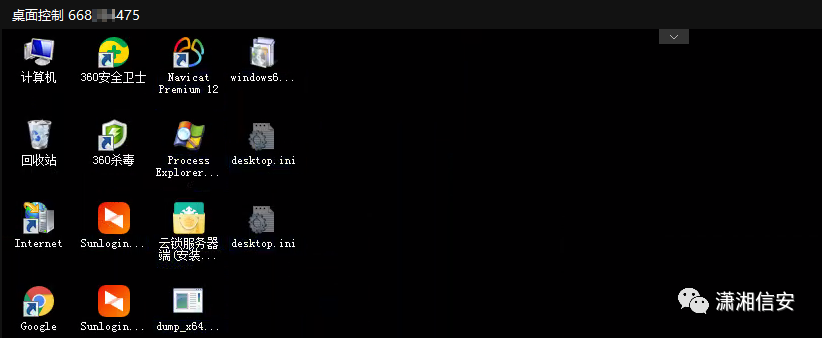 桌面控制 668 475
计算机
360安全卫士
Navicat
Premium 12
windows6...
回收站
360杀毒
Process
Explorer...
desktop.ini
Internet
Sunlogin...
云锁服务器
端(安装...
desktop.ini
Google
Sunlogin...
dump_x64...
潇湘信安